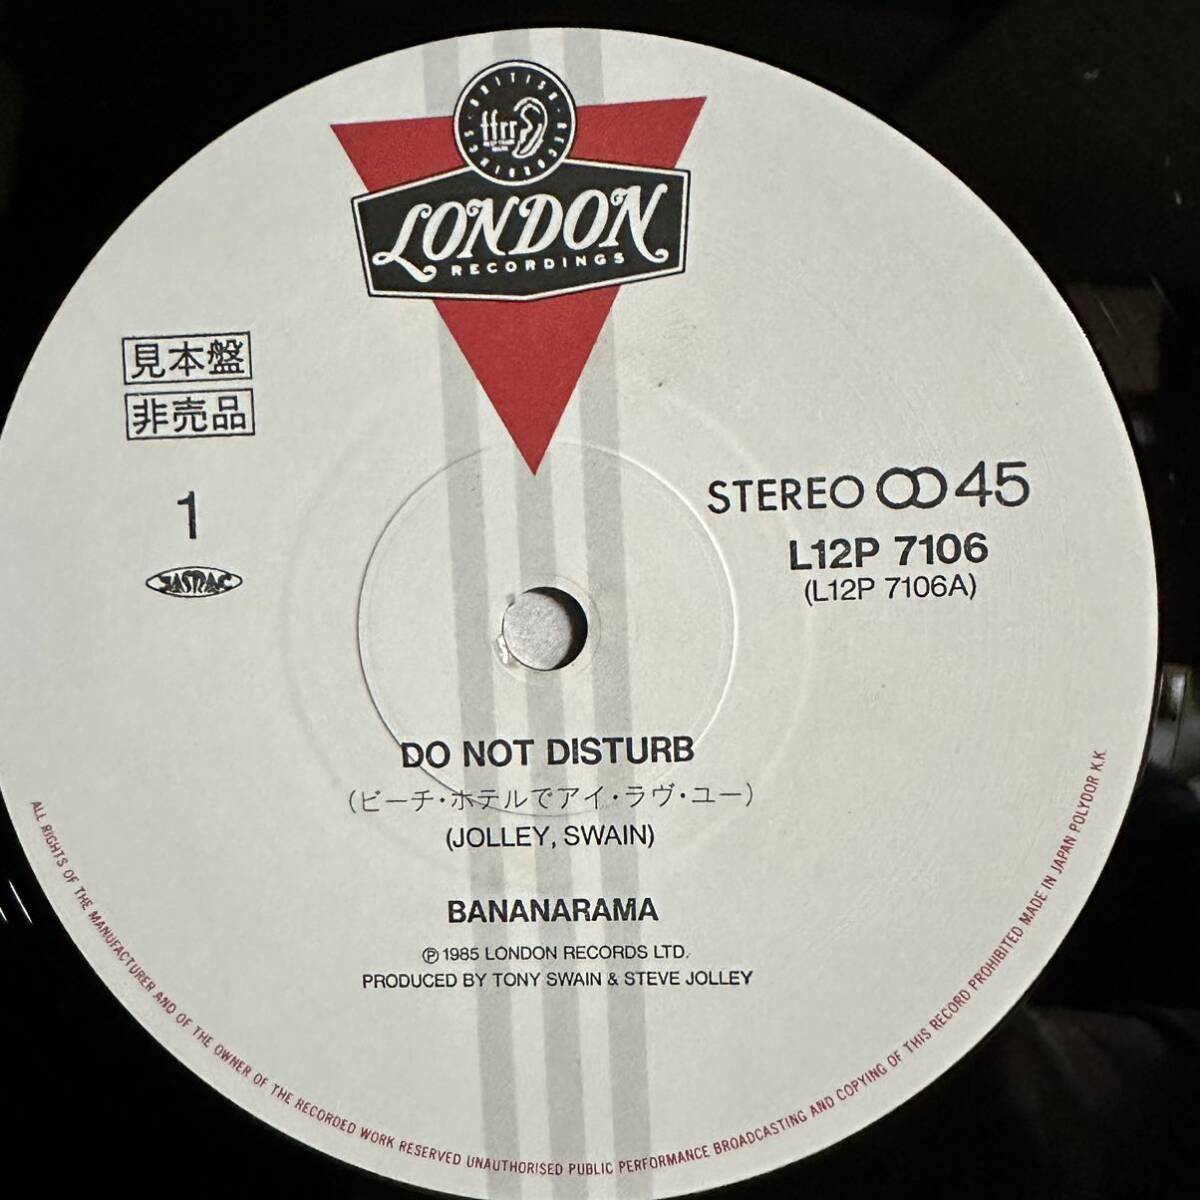 BRITISH RECORDINGS
ffrr
LONDON
RECORDINGS
見本盤
非売品
1
JASRAC
STEREO 45
L12P 7106
(L12P 7106A)
DO NOT DISTURB
(ビーチ・ホテルでアイ・ラヴ・ユー)
(JOLLEY, SWAIN)
BANANARAMA
℗ 1985 LONDON RECORDS LTD.
PRODUCED BY TONY SWAIN & STEVE JOLLEY
ALL RIGHTS OF THE MANUFACTURER AND OF THE OWNER OF THE RECORDED WORK RESERVED UNAUTHORISED PUBLIC PERFORMANCE BROADCASTING AND COPYING OF THIS RECORD PROHIBITED MADE IN JAPAN POLYDOR K.K.